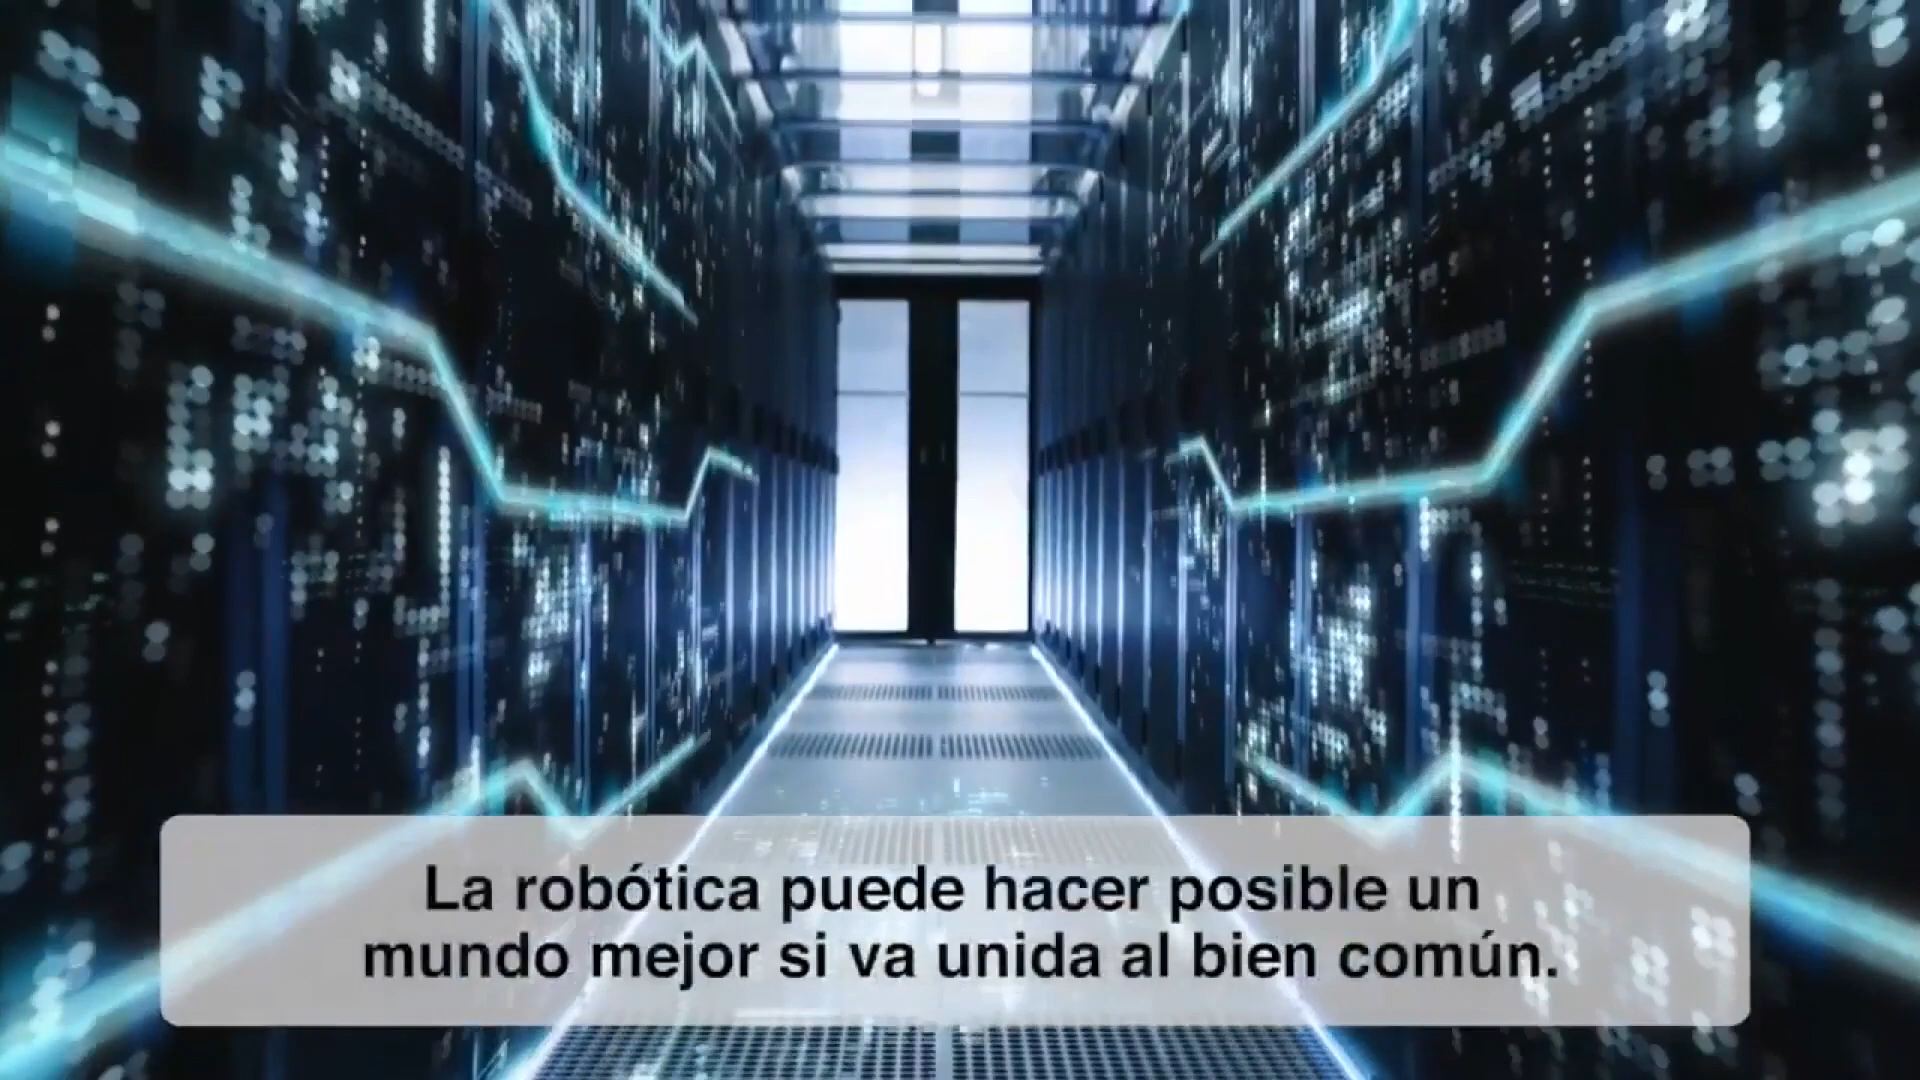 La robótica puede hacer posible un
mundo mejor si va unida al bien común.